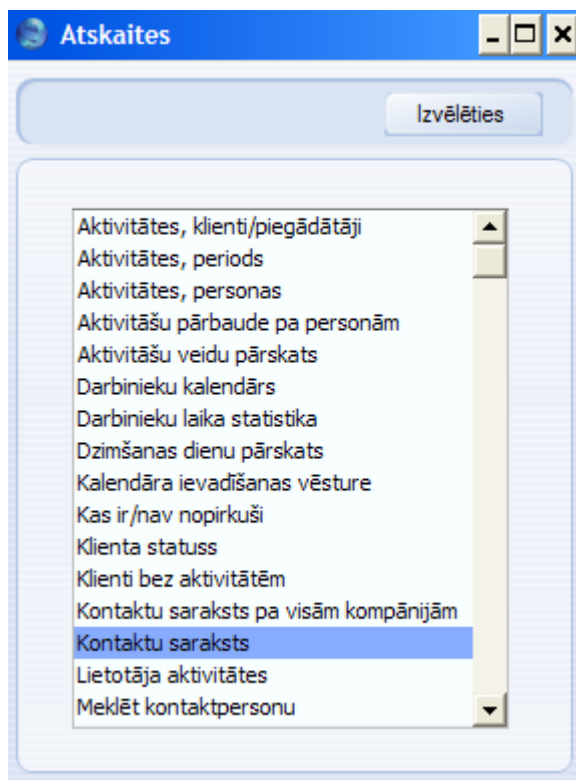 Atskaites
Izvēlēties
Aktivitātes, klienti/piegādātāji
Aktivitātes, periods
Aktivitātes, personas
Aktivitāšu pārbaude pa personām
Aktivitāšu veidu pārskats
Darbinieku kalendārs
Darbinieku laika statistika
Dzimšanas dienu pārskats
Kalendāra ievadīšanas vēsture
Kas ir/nav nopirkuši
Klienta statuss
Klienti bez aktivitātēm
Kontaktu saraksts pa visām kompānijām
Kontaktu saraksts
Lietotāja aktivitātes
Meklēt kontaktpersonu